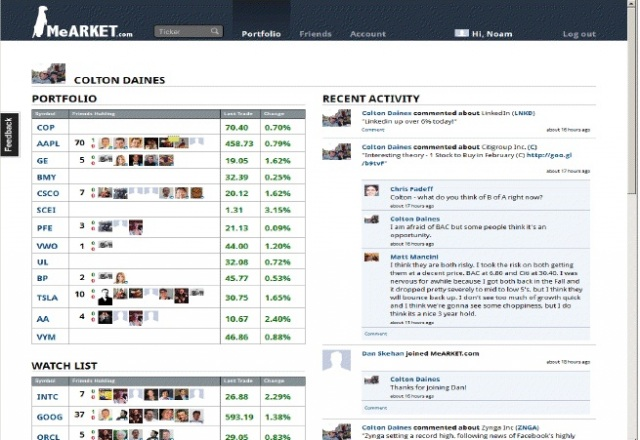 MeARKET.com
Ticker
Portfolio
Friends
Account
Hi, Noam
Log out
Feedback
COLTON DAINES
PORTFOLIO
Symbol Friends Holding Last Trade Change
COP 70.40 0.70%
AAPL 70 458.73 0.79%
GE 5 19.05 1.62%
BMY 32.39 0.25%
CSCO 7 20.12 1.62%
SCEI 1.31 3.15%
PFE 3 21.13 0.09%
VWO 1 44.00 1.20%
UL 32.08 0.72%
BP 2 45.77 0.53%
TSLA 10 30.75 1.65%
AA 4 10.67 2.40%
VYM 46.86 0.88%
WATCH LIST
Symbol Friends Holding Last Trade Change
INTC 7 26.88 2.29%
GOOG 37 593.19 1.38%
ORCL 5 29.05 0.83%
RECENT ACTIVITY
Colton Daines commented about LinkedIn (LNKD)
"Linkedin up over 6% today!"
Comment
about 16 hours ago
Colton Daines commented about Citigroup Inc. (C)
"Interesting theory - 1 Stock to Buy in February (C) http://goo.gl
/b9tvP"
about 17 hours ago
Chris Padeff
Colton - what do you think of B of A right now?
about 17 hours ago
Colton Daines
I am afraid of BAC but some people think it's an
opportunity.
about 16 hours ago
Matt Mancini
I think they are both risky. I took the risk on both getting
them at a decent price, BAC at 6.80 and Citi at 30.40. I was
nervous for awhile because I got both back in the Fall and
it dropped pretty severely to mid to low 5's. but I think they
will bounce back up. I don't see too much of growth quick
and I think we're gonna see some choppiness, but I do
think its a nice 3 year hold.
about 15 hours ago
Comment
Dan Skehan joined MeARKET.com
about 18 hours ago
Colton Daines
Thanks for joining Dan!
about 16 hours ago
Comment
Colton Daines commented about Zynga Inc (ZNGA)
"Zynga setting a record high, following news of Facebook's highly